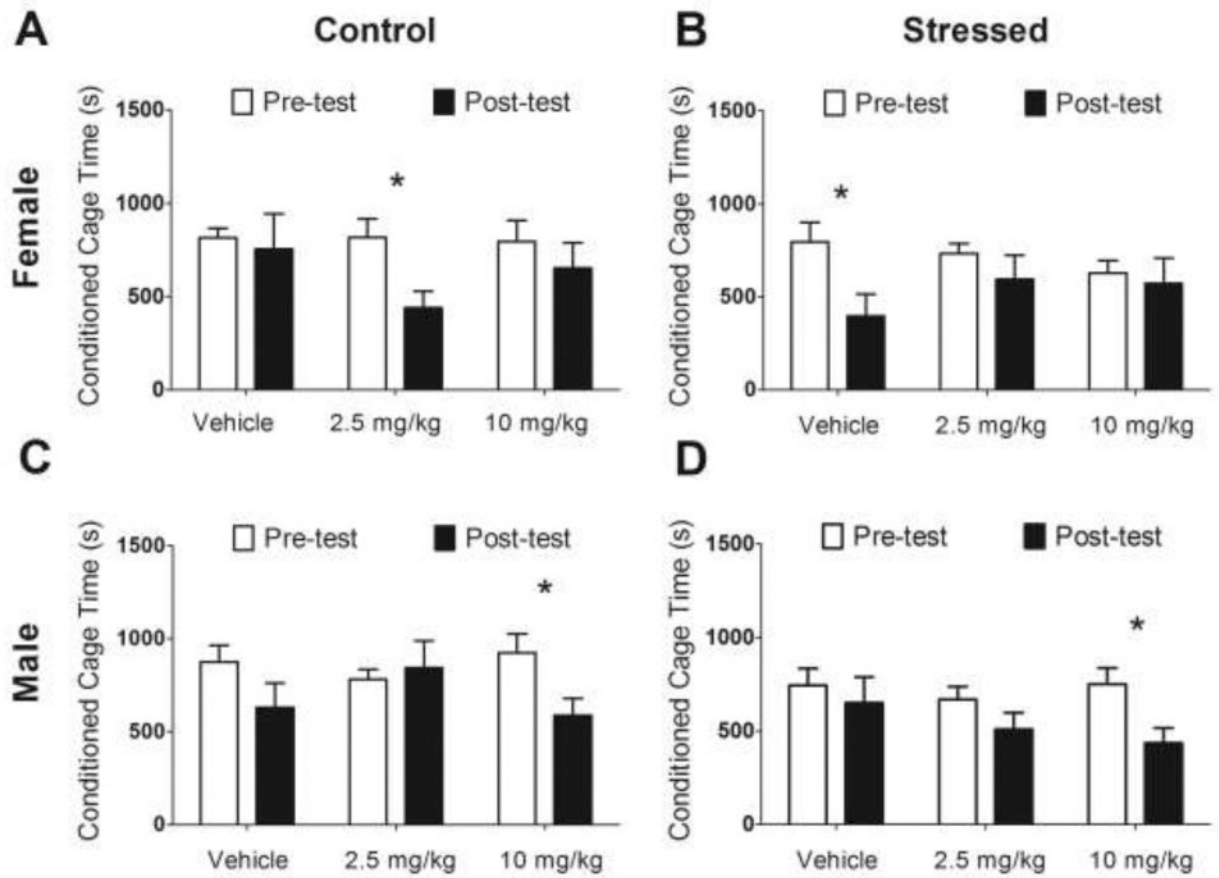 A Control B Stressed
Female
Conditioned Cage Time (s)
1500
1000
500
0
Pre-test Post-test
*
Vehicle 2.5 mg/kg 10 mg/kg
Conditioned Cage Time (s)
1500
1000
500
0
Pre-test Post-test
*
Vehicle 2.5 mg/kg 10 mg/kg
C D
Male
Conditioned Cage Time (s)
1500
1000
500
0
Pre-test Post-test
*
Vehicle 2.5 mg/kg 10 mg/kg
Conditioned Cage Time (s)
1500
1000
500
0
Pre-test Post-test
*
Vehicle 2.5 mg/kg 10 mg/kg